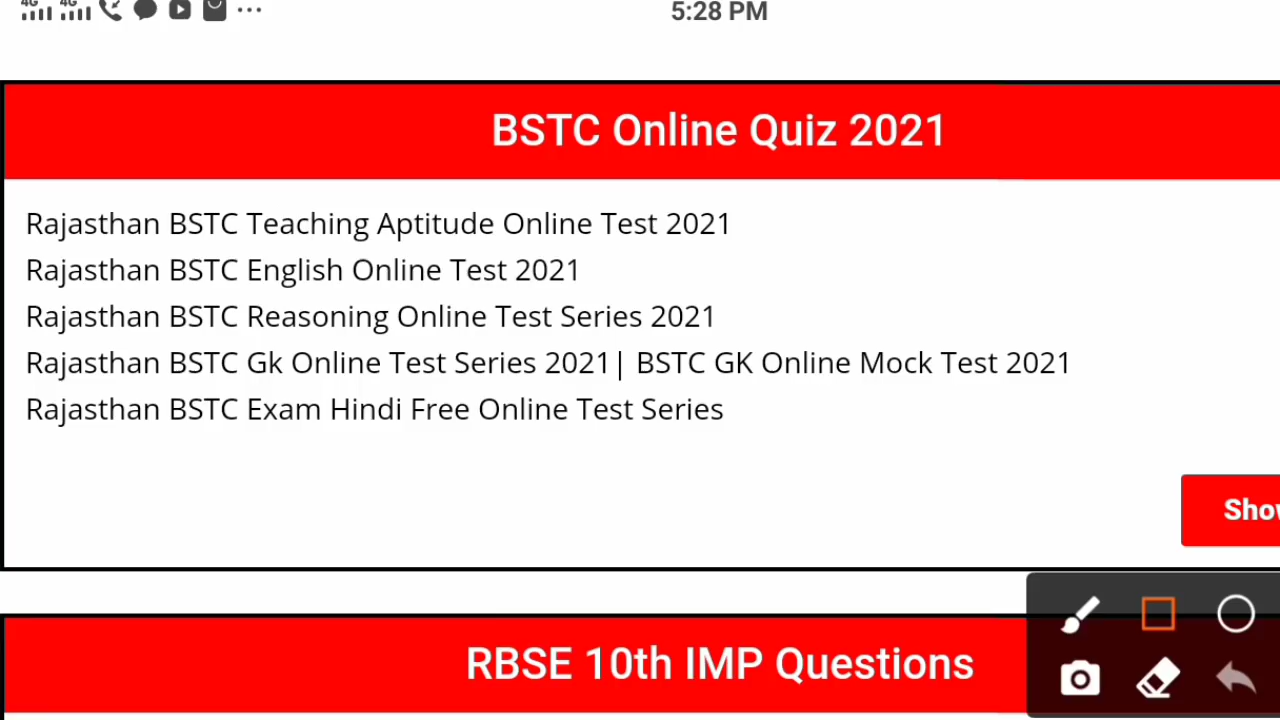 4G 4G 5:28 PM
BSTC Online Quiz 2021
Rajasthan BSTC Teaching Aptitude Online Test 2021
Rajasthan BSTC English Online Test 2021
Rajasthan BSTC Reasoning Online Test Series 2021
Rajasthan BSTC Gk Online Test Series 2021| BSTC GK Online Mock Test 2021
Rajasthan BSTC Exam Hindi Free Online Test Series
RBSE 10th IMP Questions